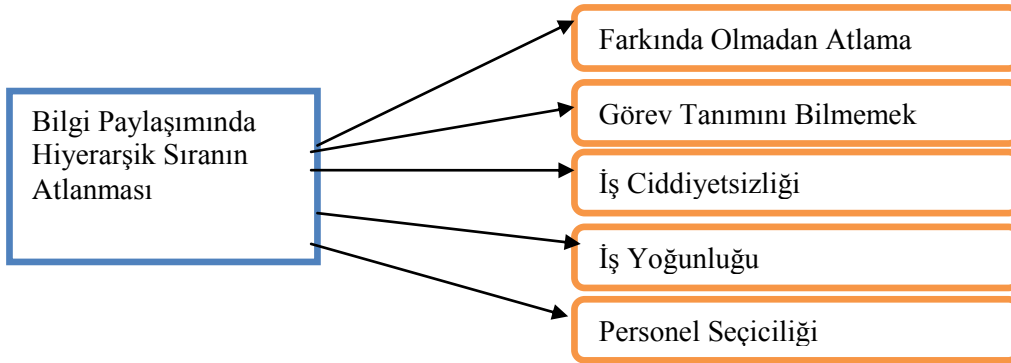 Bilgi Paylaşımında
Hiyerarşik Sıranın
Atlanması
Farkında Olmadan Atlama
Görev Tanımını Bilmemek
İş Ciddiyetsizliği
İş Yoğunluğu
Personel Seçiciliği